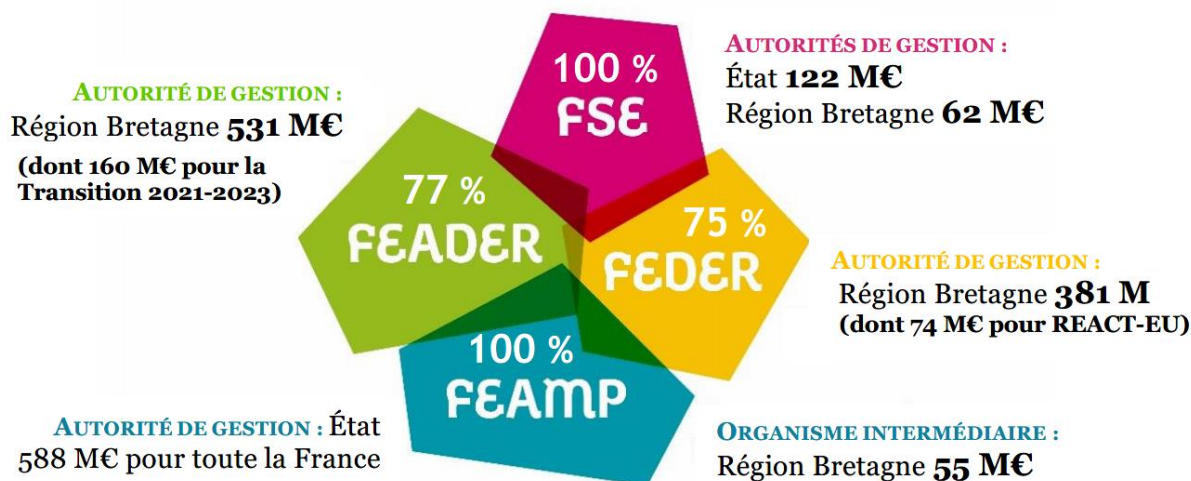 100 %
FSE
AUTORITÉS DE GESTION :
État 122 M€
Région Bretagne 62 M€
AUTORITÉ DE GESTION :
Région Bretagne 531 M€
(dont 160 M€ pour la
Transition 2021-2023)
77 %
FEADER
75 %
FEDER
AUTORITÉ DE GESTION :
Région Bretagne 381 M
(dont 74 M€ pour REACT-EU)
100 %
FEAMP
AUTORITÉ DE GESTION : État
588 M€ pour toute la France
ORGANISME INTERMÉDIAIRE :
Région Bretagne 55 M€